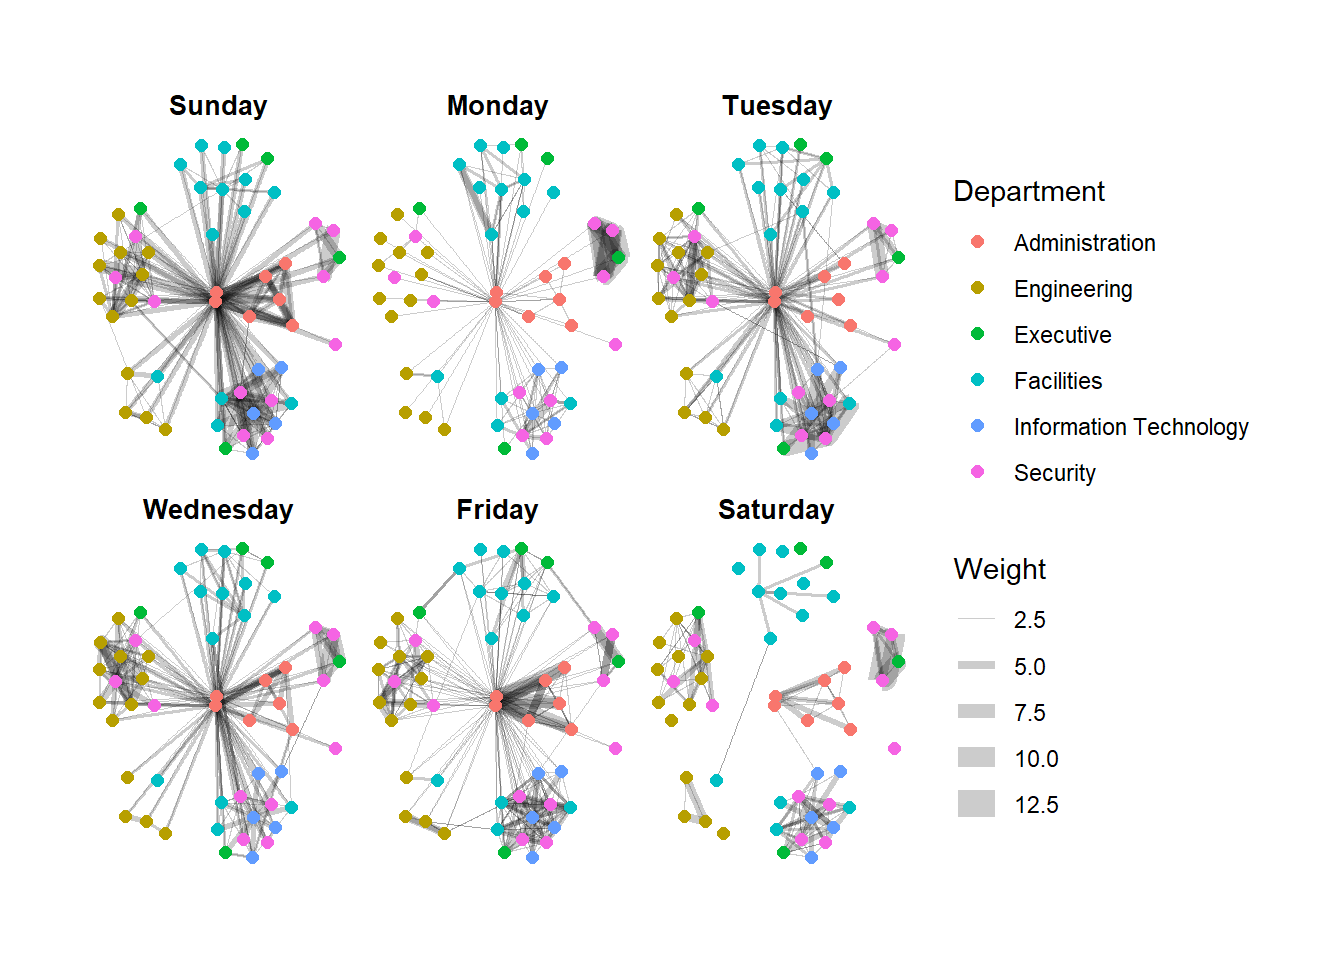 Sunday
Monday
Tuesday
Wednesday
Friday
Saturday
Department
Administration
Engineering
Executive
Facilities
Information Technology
Security
Weight
2.5
5.0
7.5
10.0
12.5